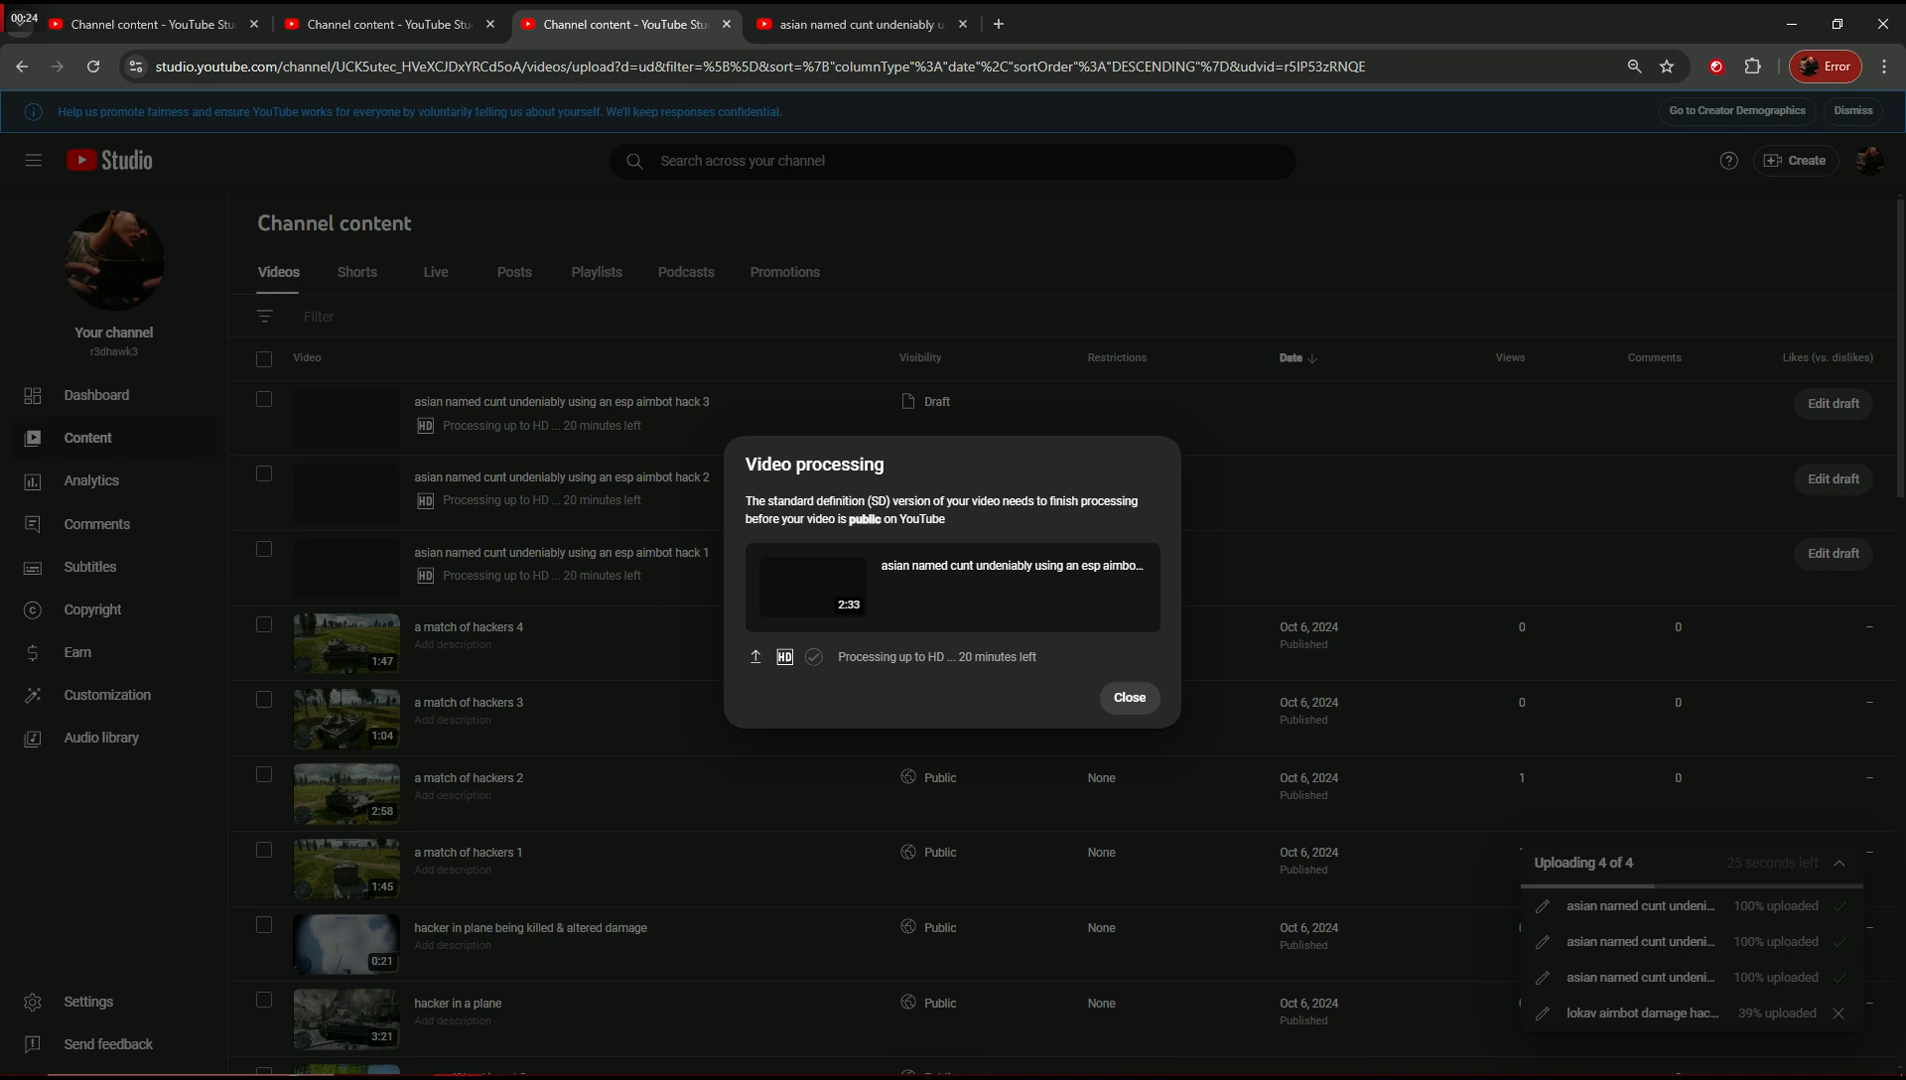 00:24
Channel content - YouTube Stu
Channel content - YouTube Stu
Channel content - YouTube Stu
asian named cunt undeniably u
studio.youtube.com/channel/UCK5utec_HVeXCJDxYRCd5oA/videos/upload?d=ud&filter=%5B%5D&sort=%7B"columnType"%3A"date"%2C"sortOrder"%3A"DESCENDING"%7D&udvid=r5IP53zRNQE
Error
Help us promote fairness and ensure YouTube works for everyone by voluntarily telling us about yourself. We'll keep responses confidential.
Go to Creator Demographics
Dismiss
Studio
Search across your channel
Create
Channel content
Videos Shorts Live Posts Playlists Podcasts Promotions
Filter
Your channel
r3dhawk3
Dashboard
Content
Analytics
Comments
Subtitles
Copyright
Earn
Customization
Audio library
Settings
Send feedback
Video Visibility Restrictions Date Views Comments Likes (vs. dislikes)
asian named cunt undeniably using an esp aimbot hack 3 Draft Edit draft
HD Processing up to HD ... 20 minutes left
asian named cunt undeniably using an esp aimbot hack 2 Edit draft
HD Processing up to HD ... 20 minutes left
asian named cunt undeniably using an esp aimbot hack 1 Edit draft
HD Processing up to HD ... 20 minutes left
a match of hackers 4 Oct 6, 2024 0 0 –
Add description Published
1:47
a match of hackers 3 Oct 6, 2024 0 0 –
Add description Published
1:04
a match of hackers 2 Public None Oct 6, 2024 1 0 –
Add description Published
2:58
a match of hackers 1 Public None Oct 6, 2024
Add description Published
1:45
hacker in plane being killed & altered damage Public None Oct 6, 2024
Add description Published
0:21
hacker in a plane Public None Oct 6, 2024
Add description Published
3:21
Video processing
The standard definition (SD) version of your video needs to finish processing
before your video is public on YouTube
asian named cunt undeniably using an esp aimbo...
2:33
HD Processing up to HD ... 20 minutes left
Close
Uploading 4 of 4 25 seconds left
asian named cunt undeni... 100% uploaded
asian named cunt undeni... 100% uploaded
asian named cunt undeni... 100% uploaded
lokav aimbot damage hac... 39% uploaded